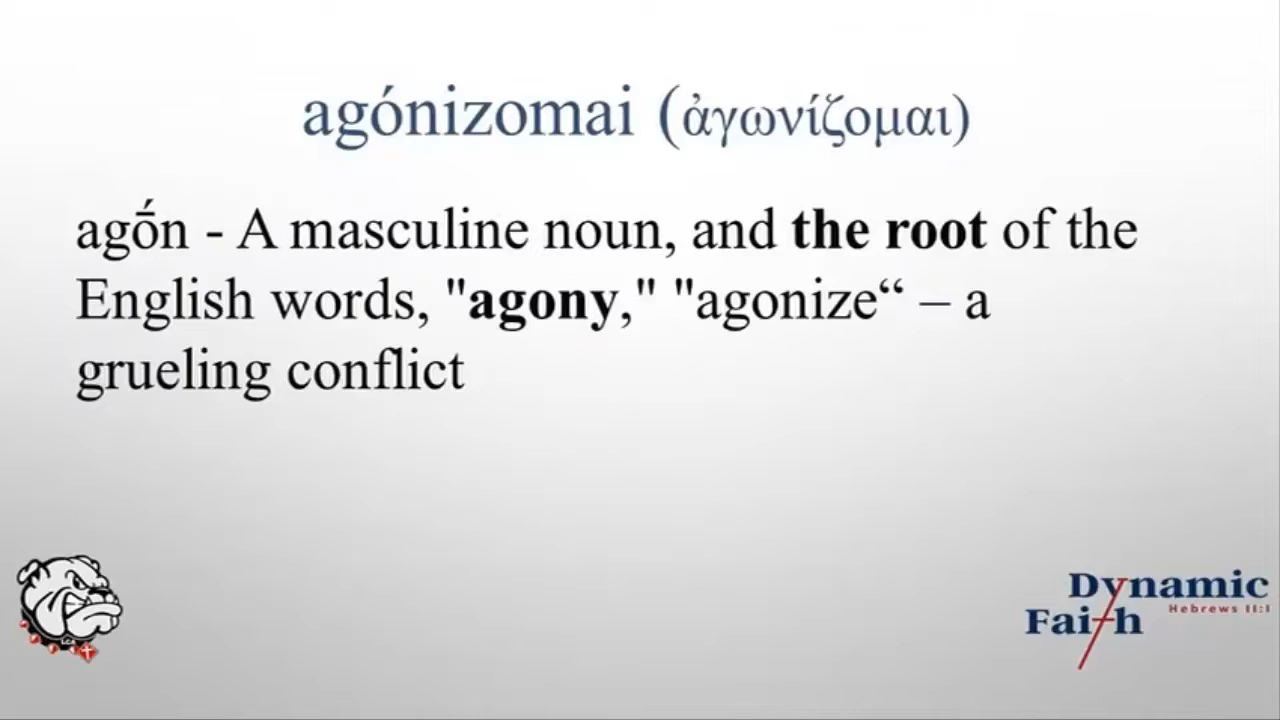 agónizomai (ἀγωνίζομαι)
agṓn - A masculine noun, and the root of the
English words, "agony," "agonize“ – a
grueling conflict
LCA
Dynamic
Hebrews 11:1
Faith